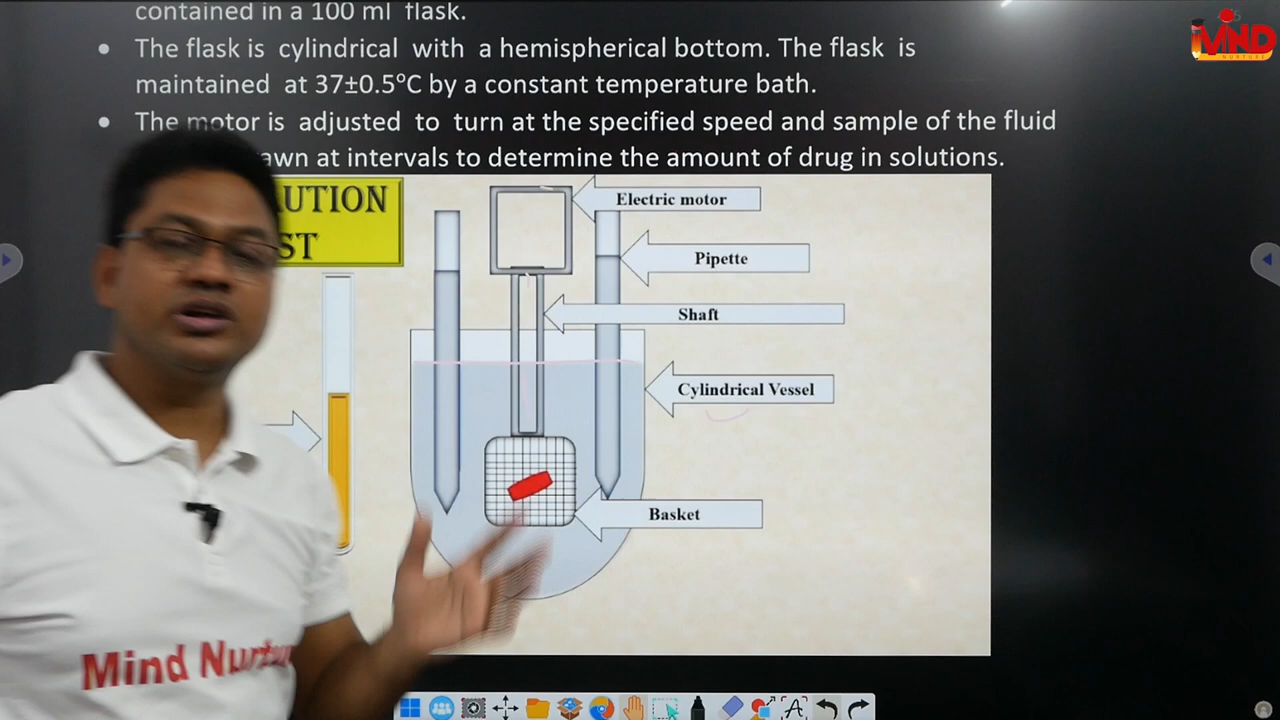 contained in a 100 ml flask.
• The flask is cylindrical with a hemispherical bottom. The flask is
maintained at 37±0.5°C by a constant temperature bath.
• The motor is adjusted to turn at the specified speed and sample of the fluid
awn at intervals to determine the amount of drug in solutions.
MIND
NURTURE
AUTION
ST
Electric motor
Pipette
Shaft
Cylindrical Vessel
Basket
Mind Nurtu